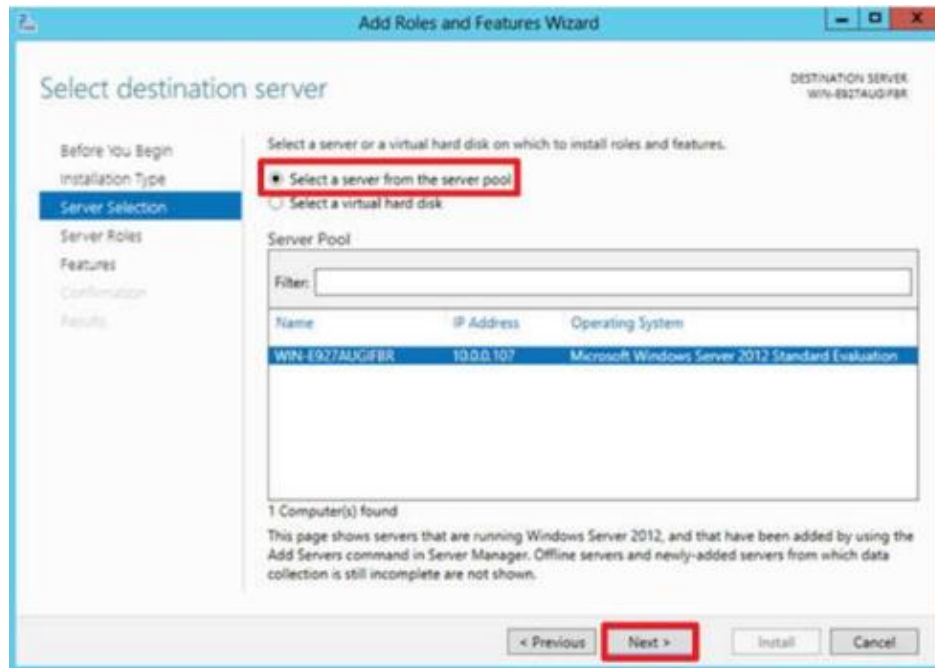 Add Roles and Features Wizard
Select destination server
DESTINATION SERVER
WIN-E927AUGIFBR
Before You Begin
Installation Type
Server Selection
Server Roles
Features
Confirmation
Results
Select a server or a virtual hard disk on which to install roles and features.
Select a server from the server pool
Select a virtual hard disk
Server Pool
Filter:
Name IP Address Operating System
WIN-E927AUGIFBR 10.0.0.107 Microsoft Windows Server 2012 Standard Evaluation
1 Computer(s) found
This page shows servers that are running Windows Server 2012, and that have been added by using the
Add Servers command in Server Manager. Offline servers and newly-added servers from which data
collection is still incomplete are not shown.
< Previous Next > Install Cancel